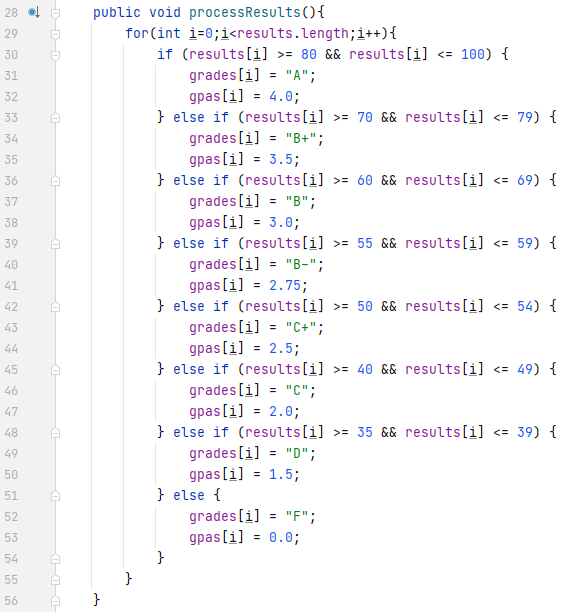 28 public void processResults(){
29 for(int i=0;i<results.length;i++){
30 if (results[i] >= 80 && results[i] <= 100) {
31 grades[i] = "A";
32 gpas[i] = 4.0;
33 } else if (results[i] >= 70 && results[i] <= 79) {
34 grades[i] = "B+";
35 gpas[i] = 3.5;
36 } else if (results[i] >= 60 && results[i] <= 69) {
37 grades[i] = "B";
38 gpas[i] = 3.0;
39 } else if (results[i] >= 55 && results[i] <= 59) {
40 grades[i] = "B-";
41 gpas[i] = 2.75;
42 } else if (results[i] >= 50 && results[i] <= 54) {
43 grades[i] = "C+";
44 gpas[i] = 2.5;
45 } else if (results[i] >= 40 && results[i] <= 49) {
46 grades[i] = "C";
47 gpas[i] = 2.0;
48 } else if (results[i] >= 35 && results[i] <= 39) {
49 grades[i] = "D";
50 gpas[i] = 1.5;
51 } else {
52 grades[i] = "F";
53 gpas[i] = 0.0;
54 }
55 }
56 }